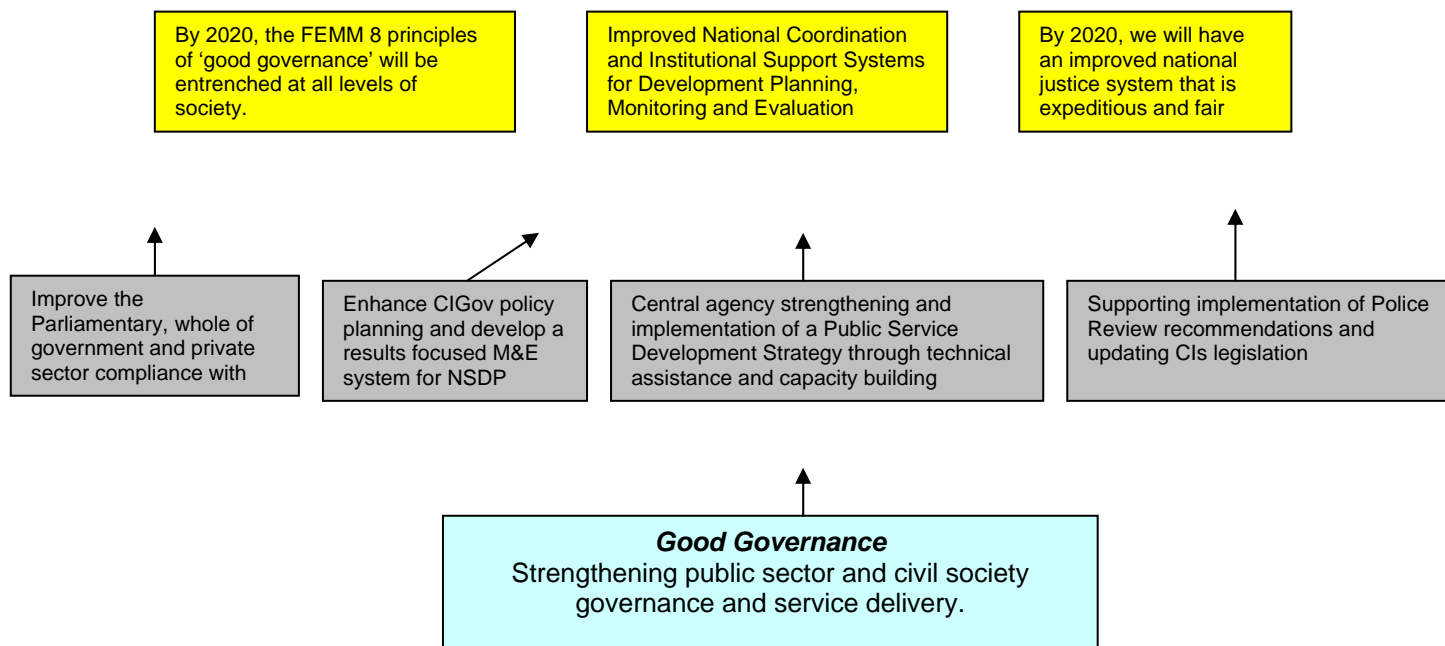 By 2020, the FEMM 8 principles
of ‘good governance’ will be
entrenched at all levels of
society.
Improved National Coordination
and Institutional Support Systems
for Development Planning,
Monitoring and Evaluation
By 2020, we will have
an improved national
justice system that is
expeditious and fair
Improve the
Parliamentary, whole of
government and private
sector compliance with
Enhance CIGov policy
planning and develop a
results focused M&E
system for NSDP
Central agency strengthening and
implementation of a Public Service
Development Strategy through technical
assistance and capacity building
Supporting implementation of Police
Review recommendations and
updating CIs legislation
Good Governance
Strengthening public sector and civil society
governance and service delivery.